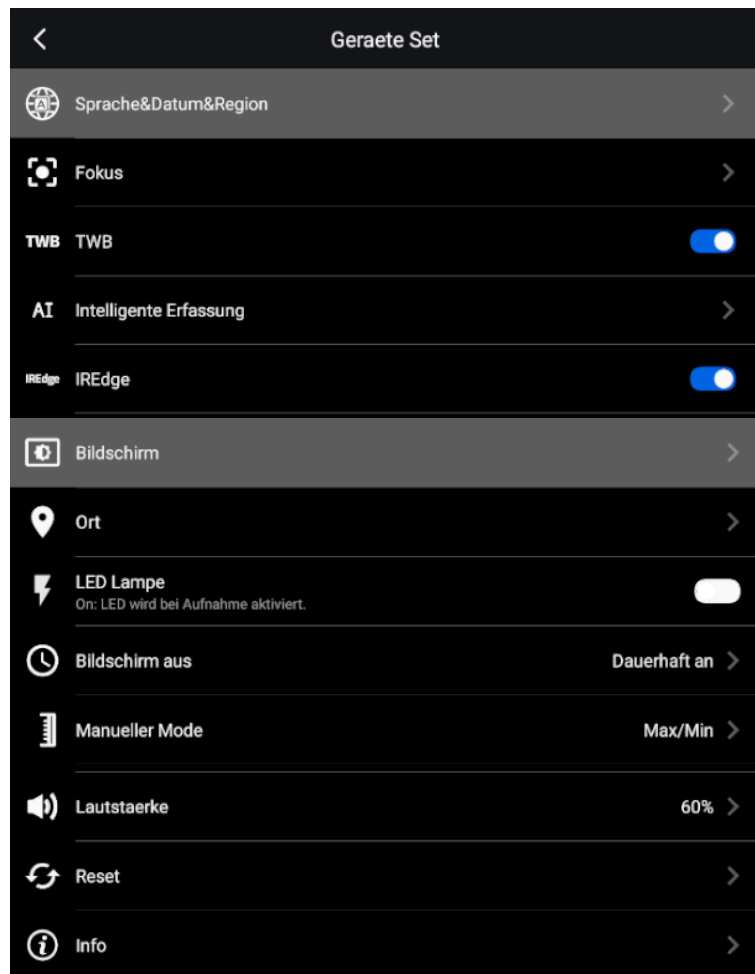 Geraete Set
Sprache&Datum&Region
Fokus
TWB TWB
AI Intelligente Erfassung
IREdge IREdge
Bildschirm
Ort
LED Lampe
On: LED wird bei Aufnahme aktiviert.
Bildschirm aus Dauerhaft an
Manueller Mode Max/Min
Lautstaerke 60%
Reset
Info